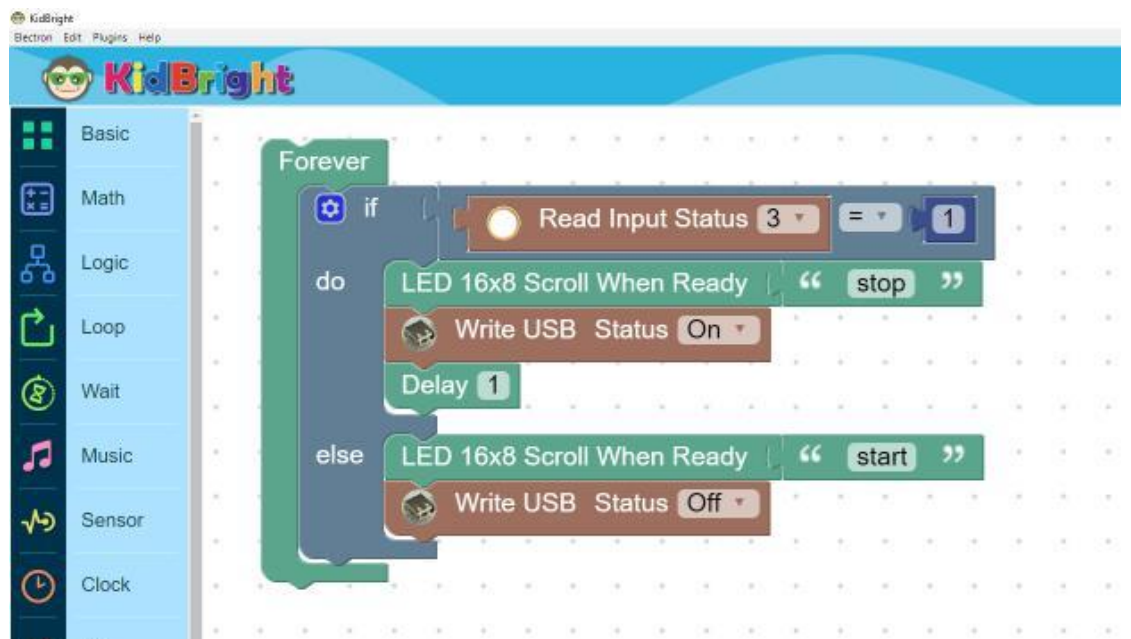 KidBright
Electron Edit Plugins Help
KidBright
Basic
Math
Logic
Loop
Wait
Music
Sensor
Clock
Forever
if Read Input Status 3 = 1
do LED 16x8 Scroll When Ready “ stop ”
Write USB Status On
Delay 1
else LED 16x8 Scroll When Ready “ start ”
Write USB Status Off